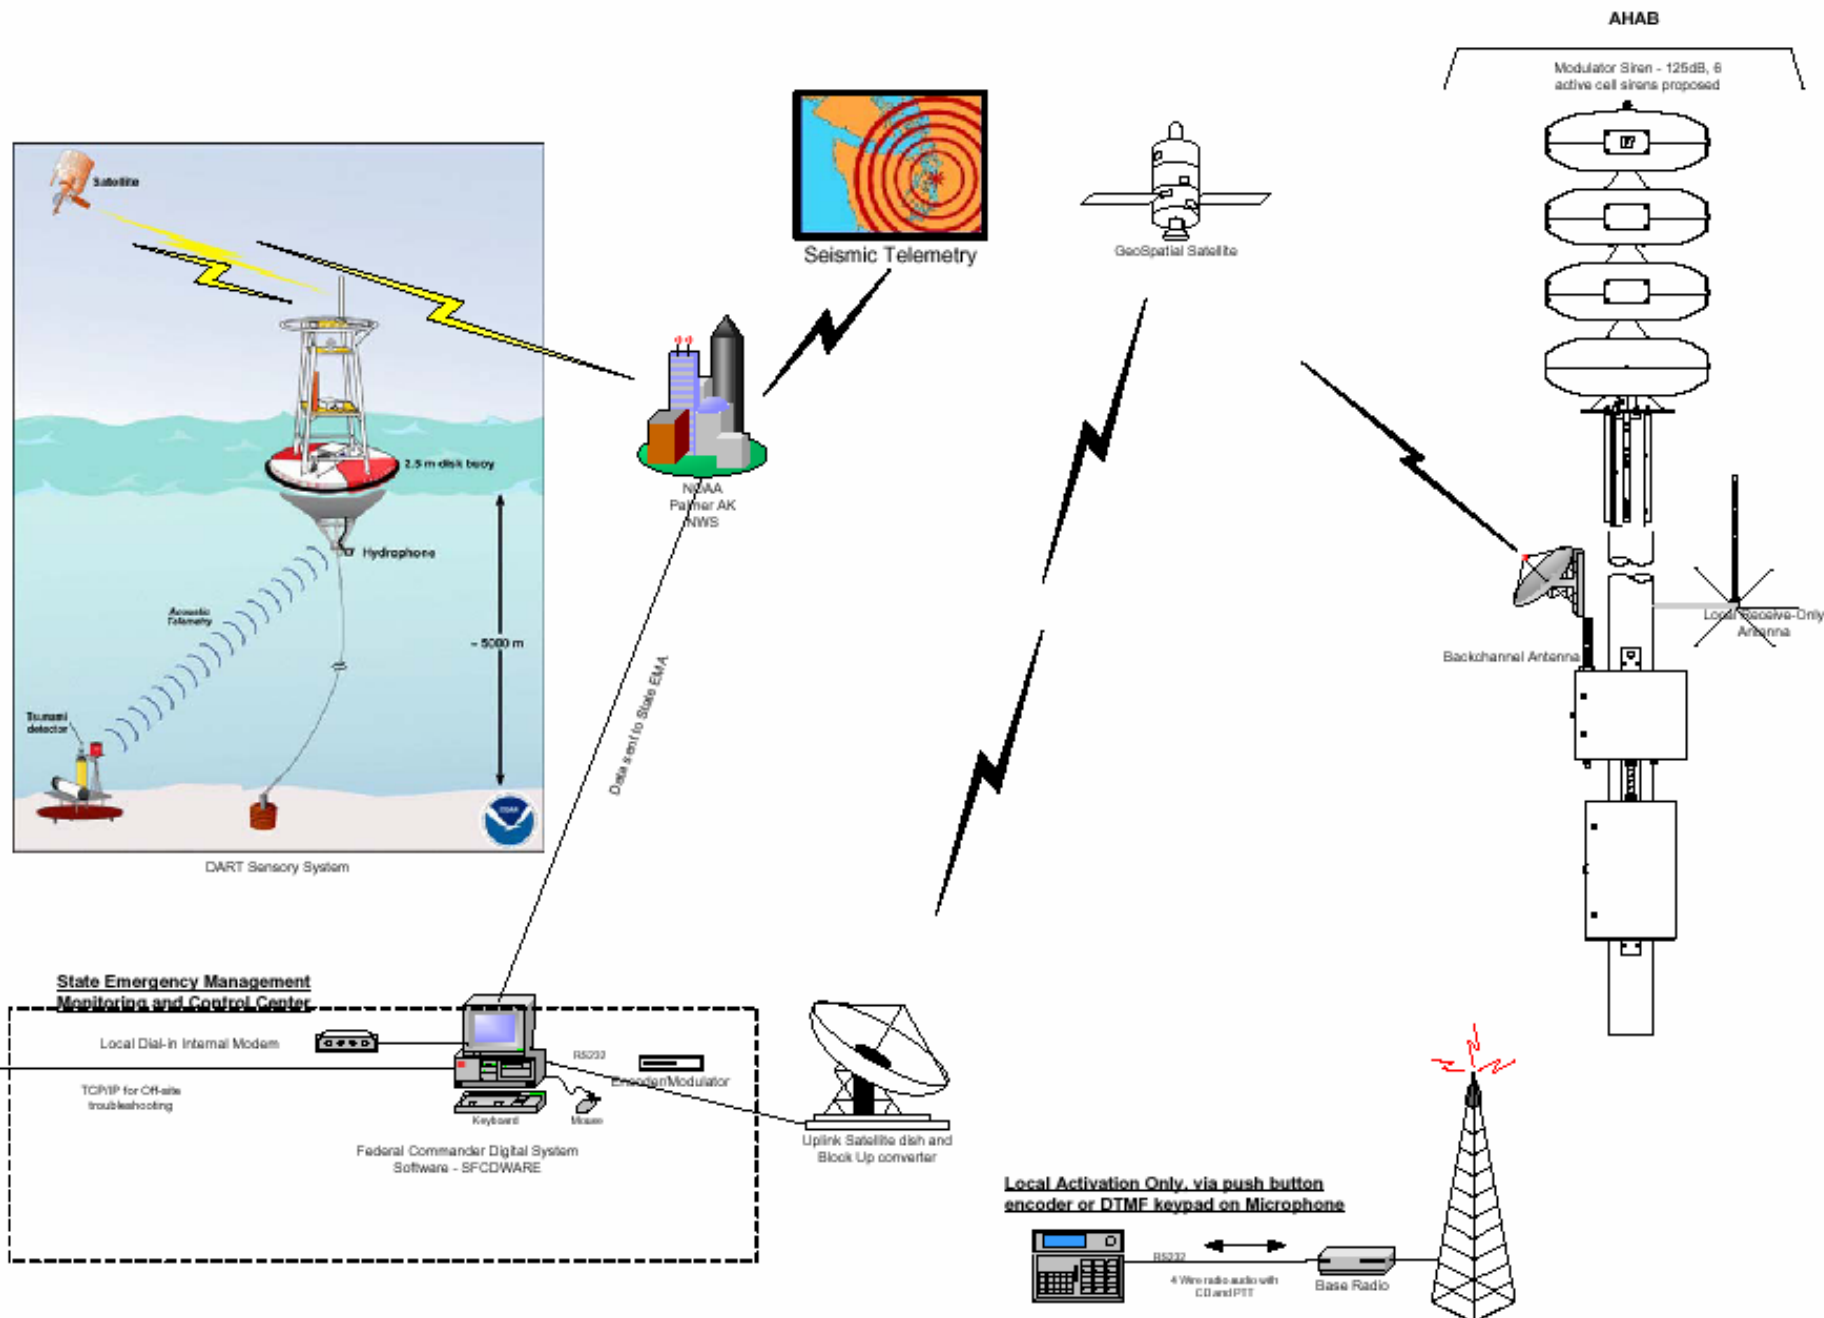 AHAB
Modulator Siren - 125dB, 6
active cell sirens proposed
Satellite
Seismic Telemetry
GeoSpatial Satellite
2.5 m disk buoy
NOAA
Palmer AK
NWS
Hydrophone
Acoustic
Telemetry
~ 5000 m
Local Receive-Only
Antenna
Backchannel Antenna
Tsunami
detector
Data sent to State EMA
DART Sensory System
State Emergency Management
Monitoring and Control Center
Local Dial-in Internal Modem
RS232
Encoder/Modulator
TCP/IP for Off-site
troubleshooting
Keyboard
Mouse
Federal Commander Digital System
Software - SFCDWARE
Uplink Satellite dish and
Block Up converter
Local Activation Only, via push button
encoder or DTMF keypad on Microphone
RS232
4 Wire radio audio with
CD and PTT
Base Radio